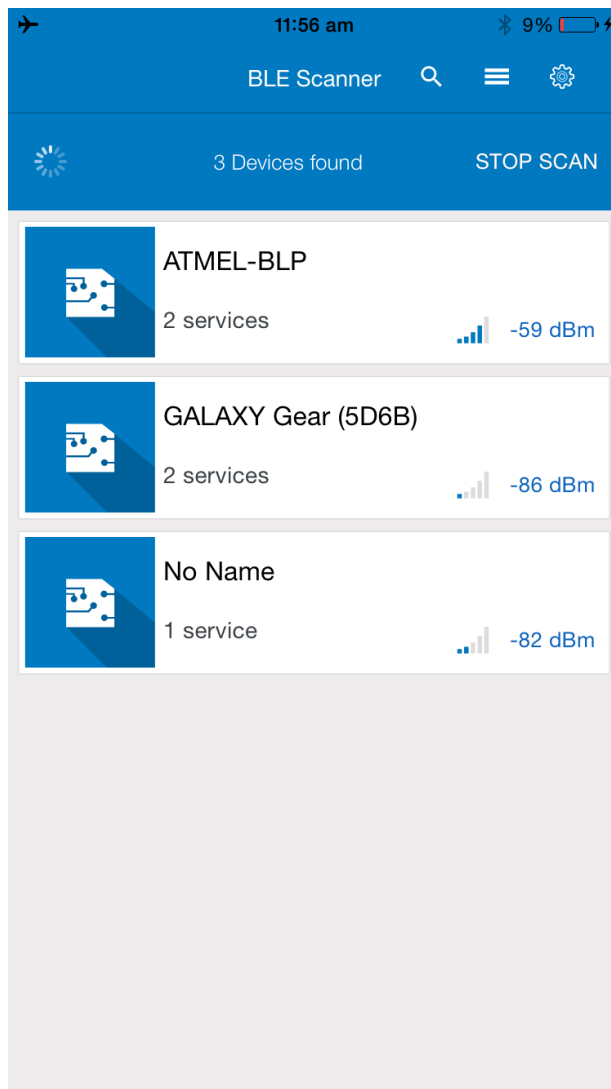 11:56 am 9%
BLE Scanner
3 Devices found STOP SCAN
ATMEL-BLP
2 services -59 dBm
GALAXY Gear (5D6B)
2 services -86 dBm
No Name
1 service -82 dBm